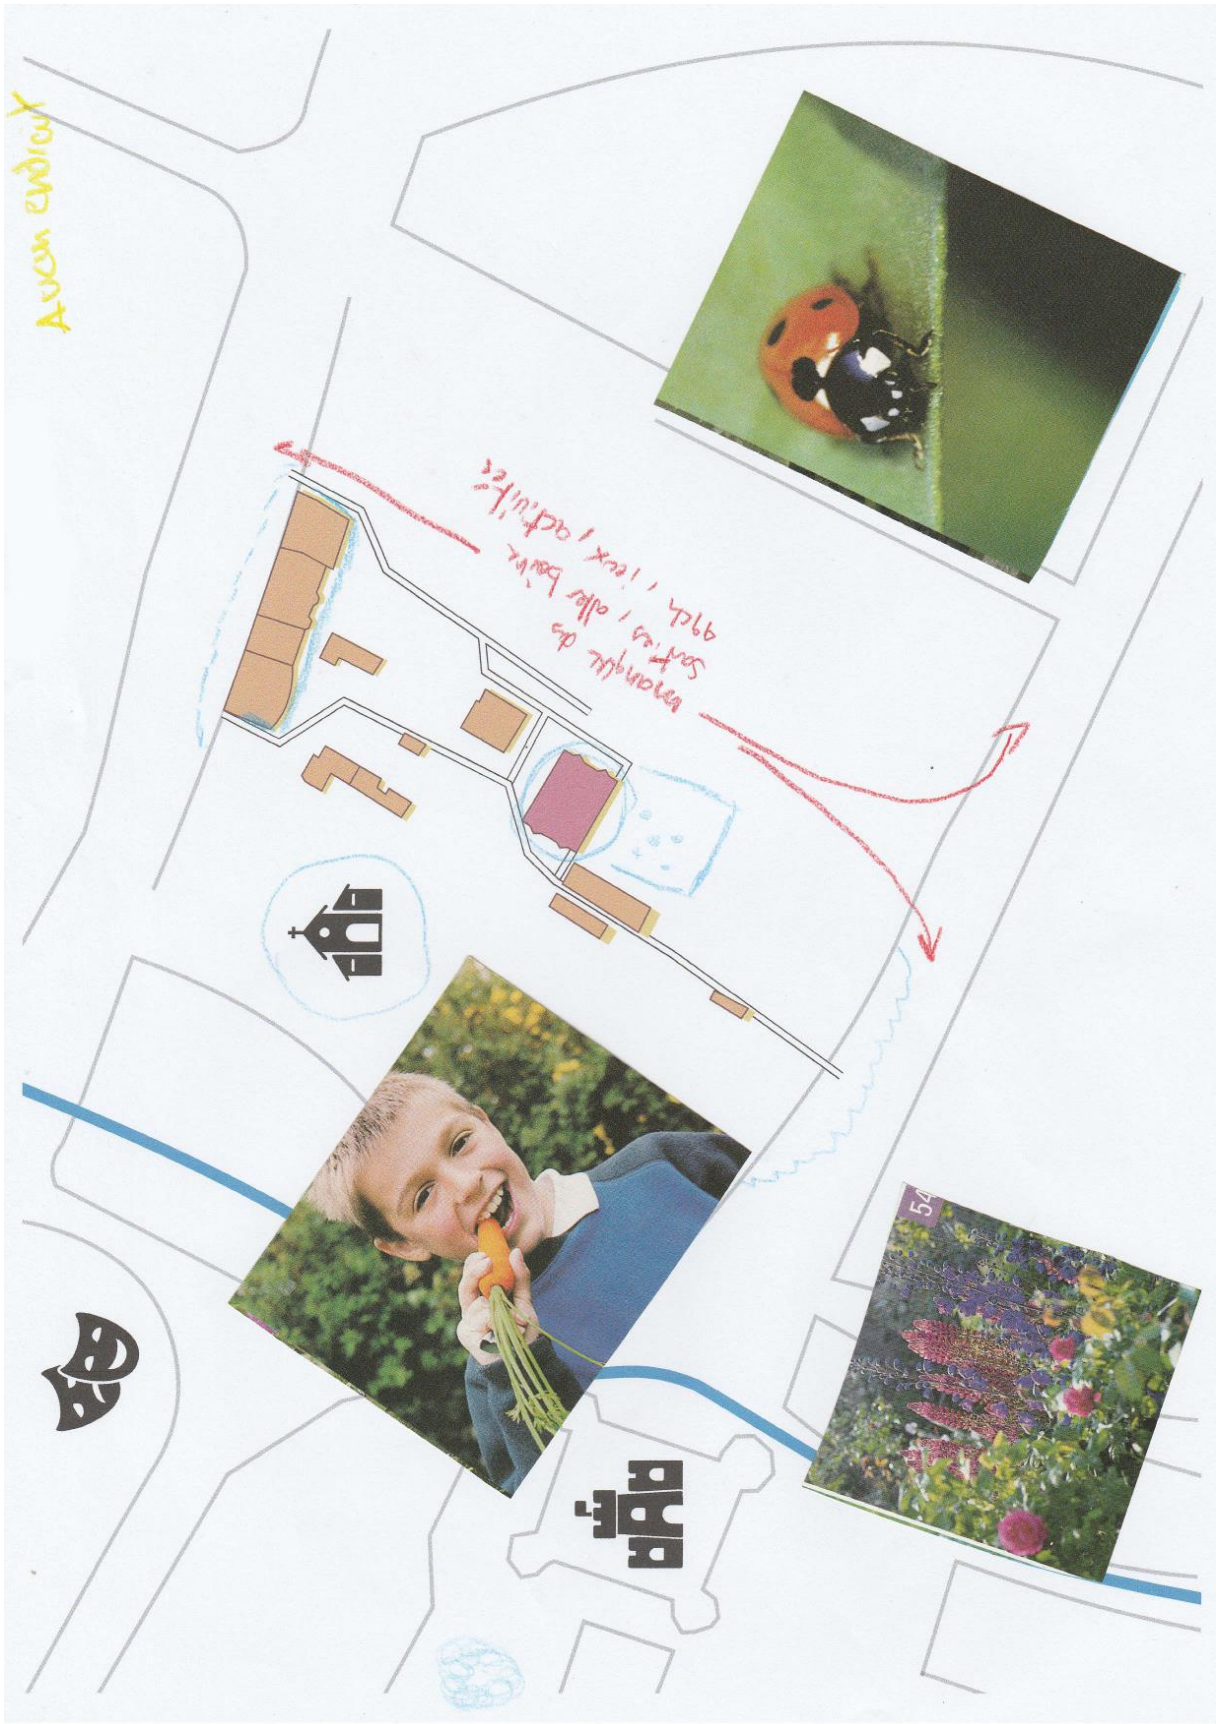 Aucun endroit
manque de
sorties, aller boire
qqch, jeux, activités
54